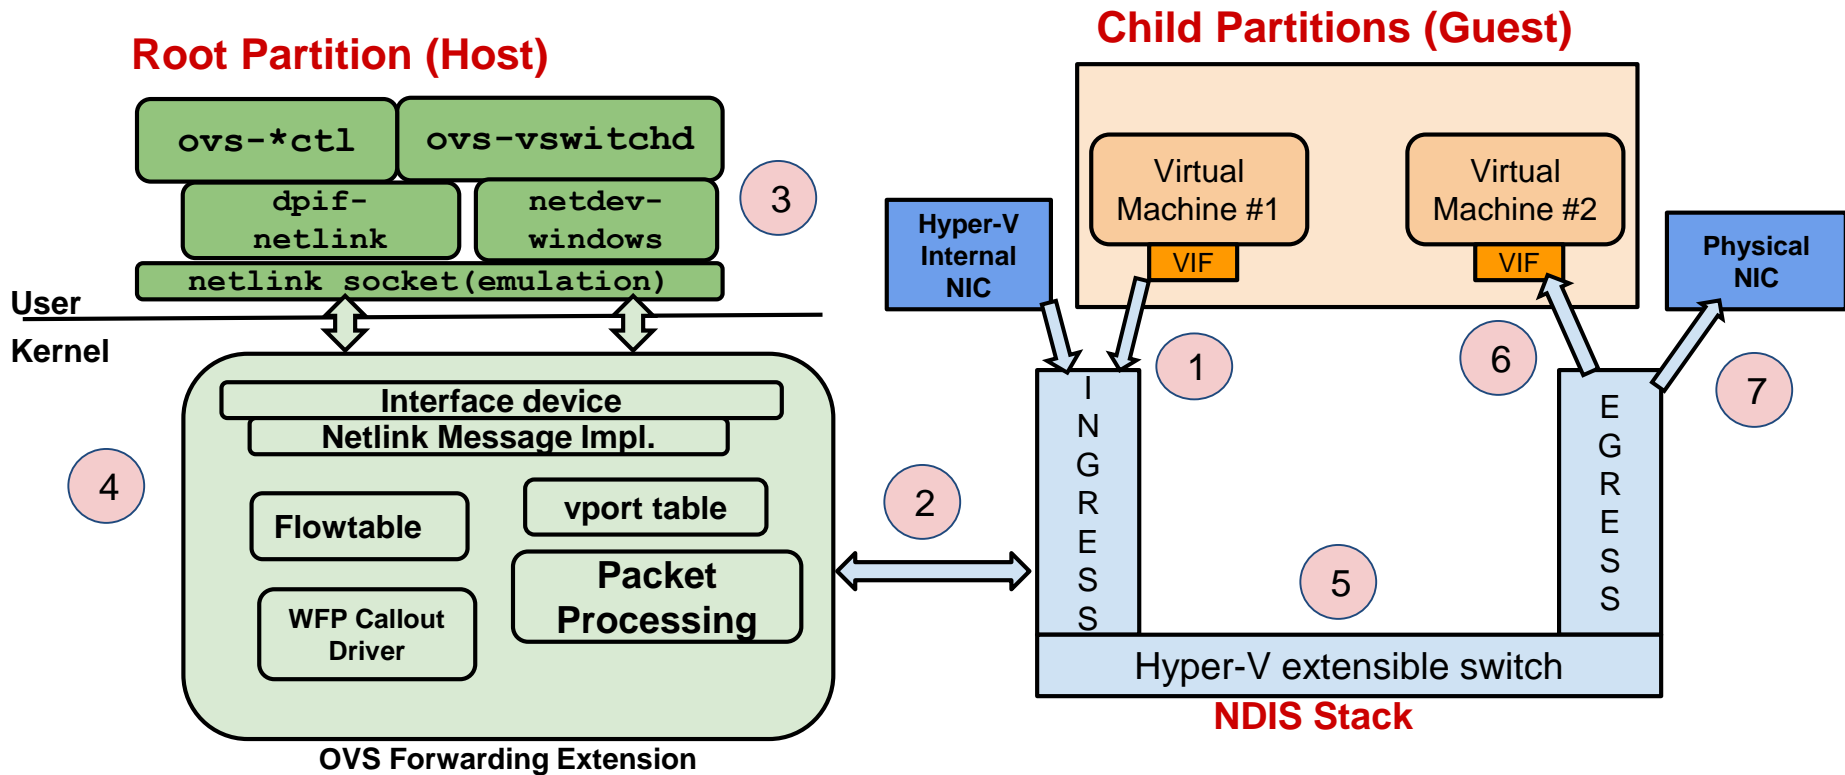 Root Partition (Host)
ovs-*ctl
ovs-vswitchd
dpif-
netlink
netdev-
windows
netlink socket(emulation)
3
User
Kernel
Interface device
Netlink Message Impl.
4
Flowtable
vport table
WFP Callout
Driver
Packet
Processing
OVS Forwarding Extension
2
Child Partitions (Guest)
Virtual
Machine #1
VIF
Virtual
Machine #2
VIF
Hyper-V
Internal
NIC
Physical
NIC
1
6
7
INGRESS
EGRESS
5
Hyper-V extensible switch
NDIS Stack